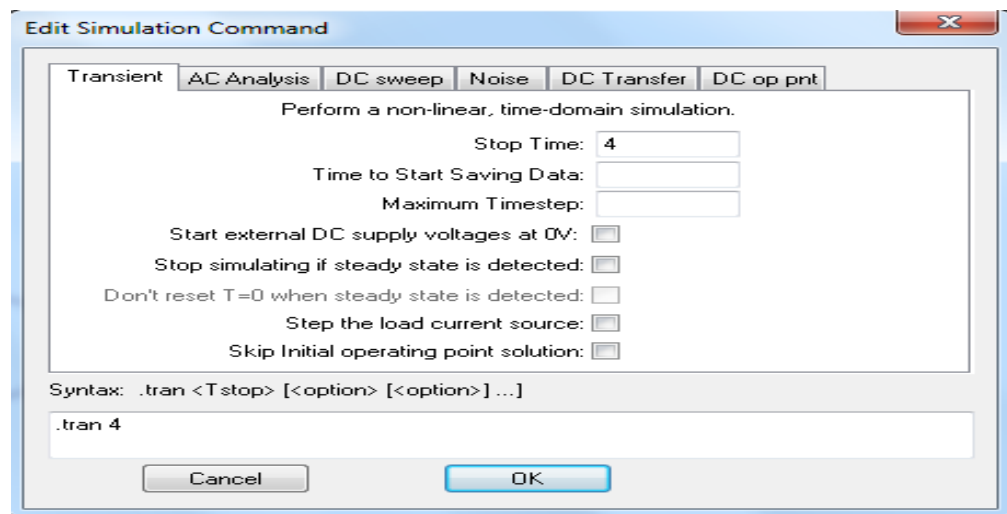 Edit Simulation Command
Transient AC Analysis DC sweep Noise DC Transfer DC op pnt
Perform a non-linear, time-domain simulation.
Stop Time: 4
Time to Start Saving Data:
Maximum Timestep:
Start external DC supply voltages at 0V:
Stop simulating if steady state is detected:
Don't reset T=0 when steady state is detected:
Step the load current source:
Skip Initial operating point solution:
Syntax: .tran <Tstop> [<option> [<option>] ...]
.tran 4
Cancel OK